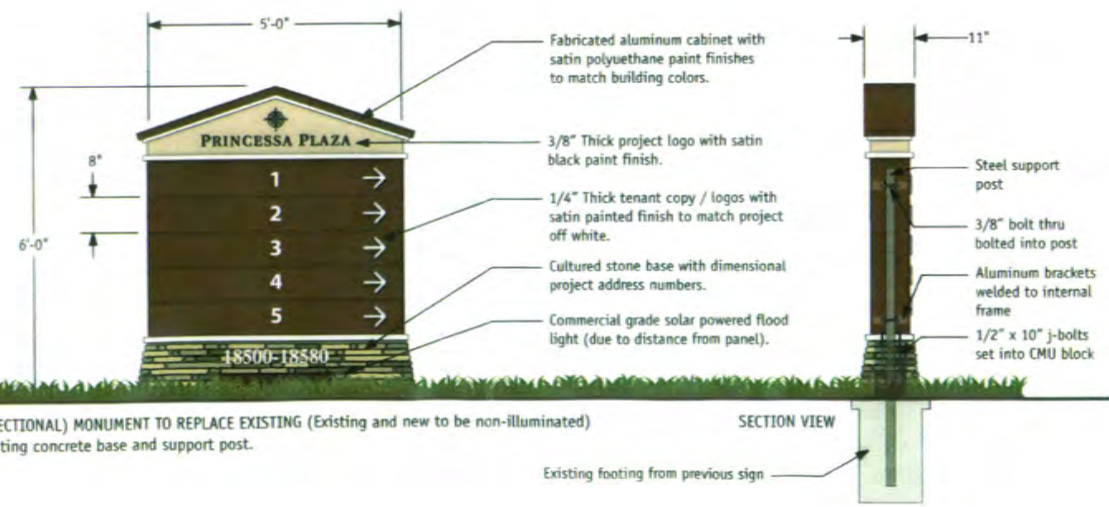 5'-0"
6'-0"
8"
PRINCESSA PLAZA
1
2
3
4
5
18500-18580
Fabricated aluminum cabinet with
satin polyurethane paint finishes
to match building colors.
3/8" Thick project logo with satin
black paint finish.
1/4" Thick tenant copy / logos with
satin painted finish to match project
off white.
Cultured stone base with dimensional
project address numbers.
Commercial grade solar powered flood
light (due to distance from panel).
11"
Steel support
post
3/8" bolt thru
bolted into post
Aluminum brackets
welded to internal
frame
1/2" x 10" j-bolts
set into CMU block
ECTIONAL) MONUMENT TO REPLACE EXISTING (Existing and new to be non-illuminated)
ting concrete base and support post.
SECTION VIEW
Existing footing from previous sign